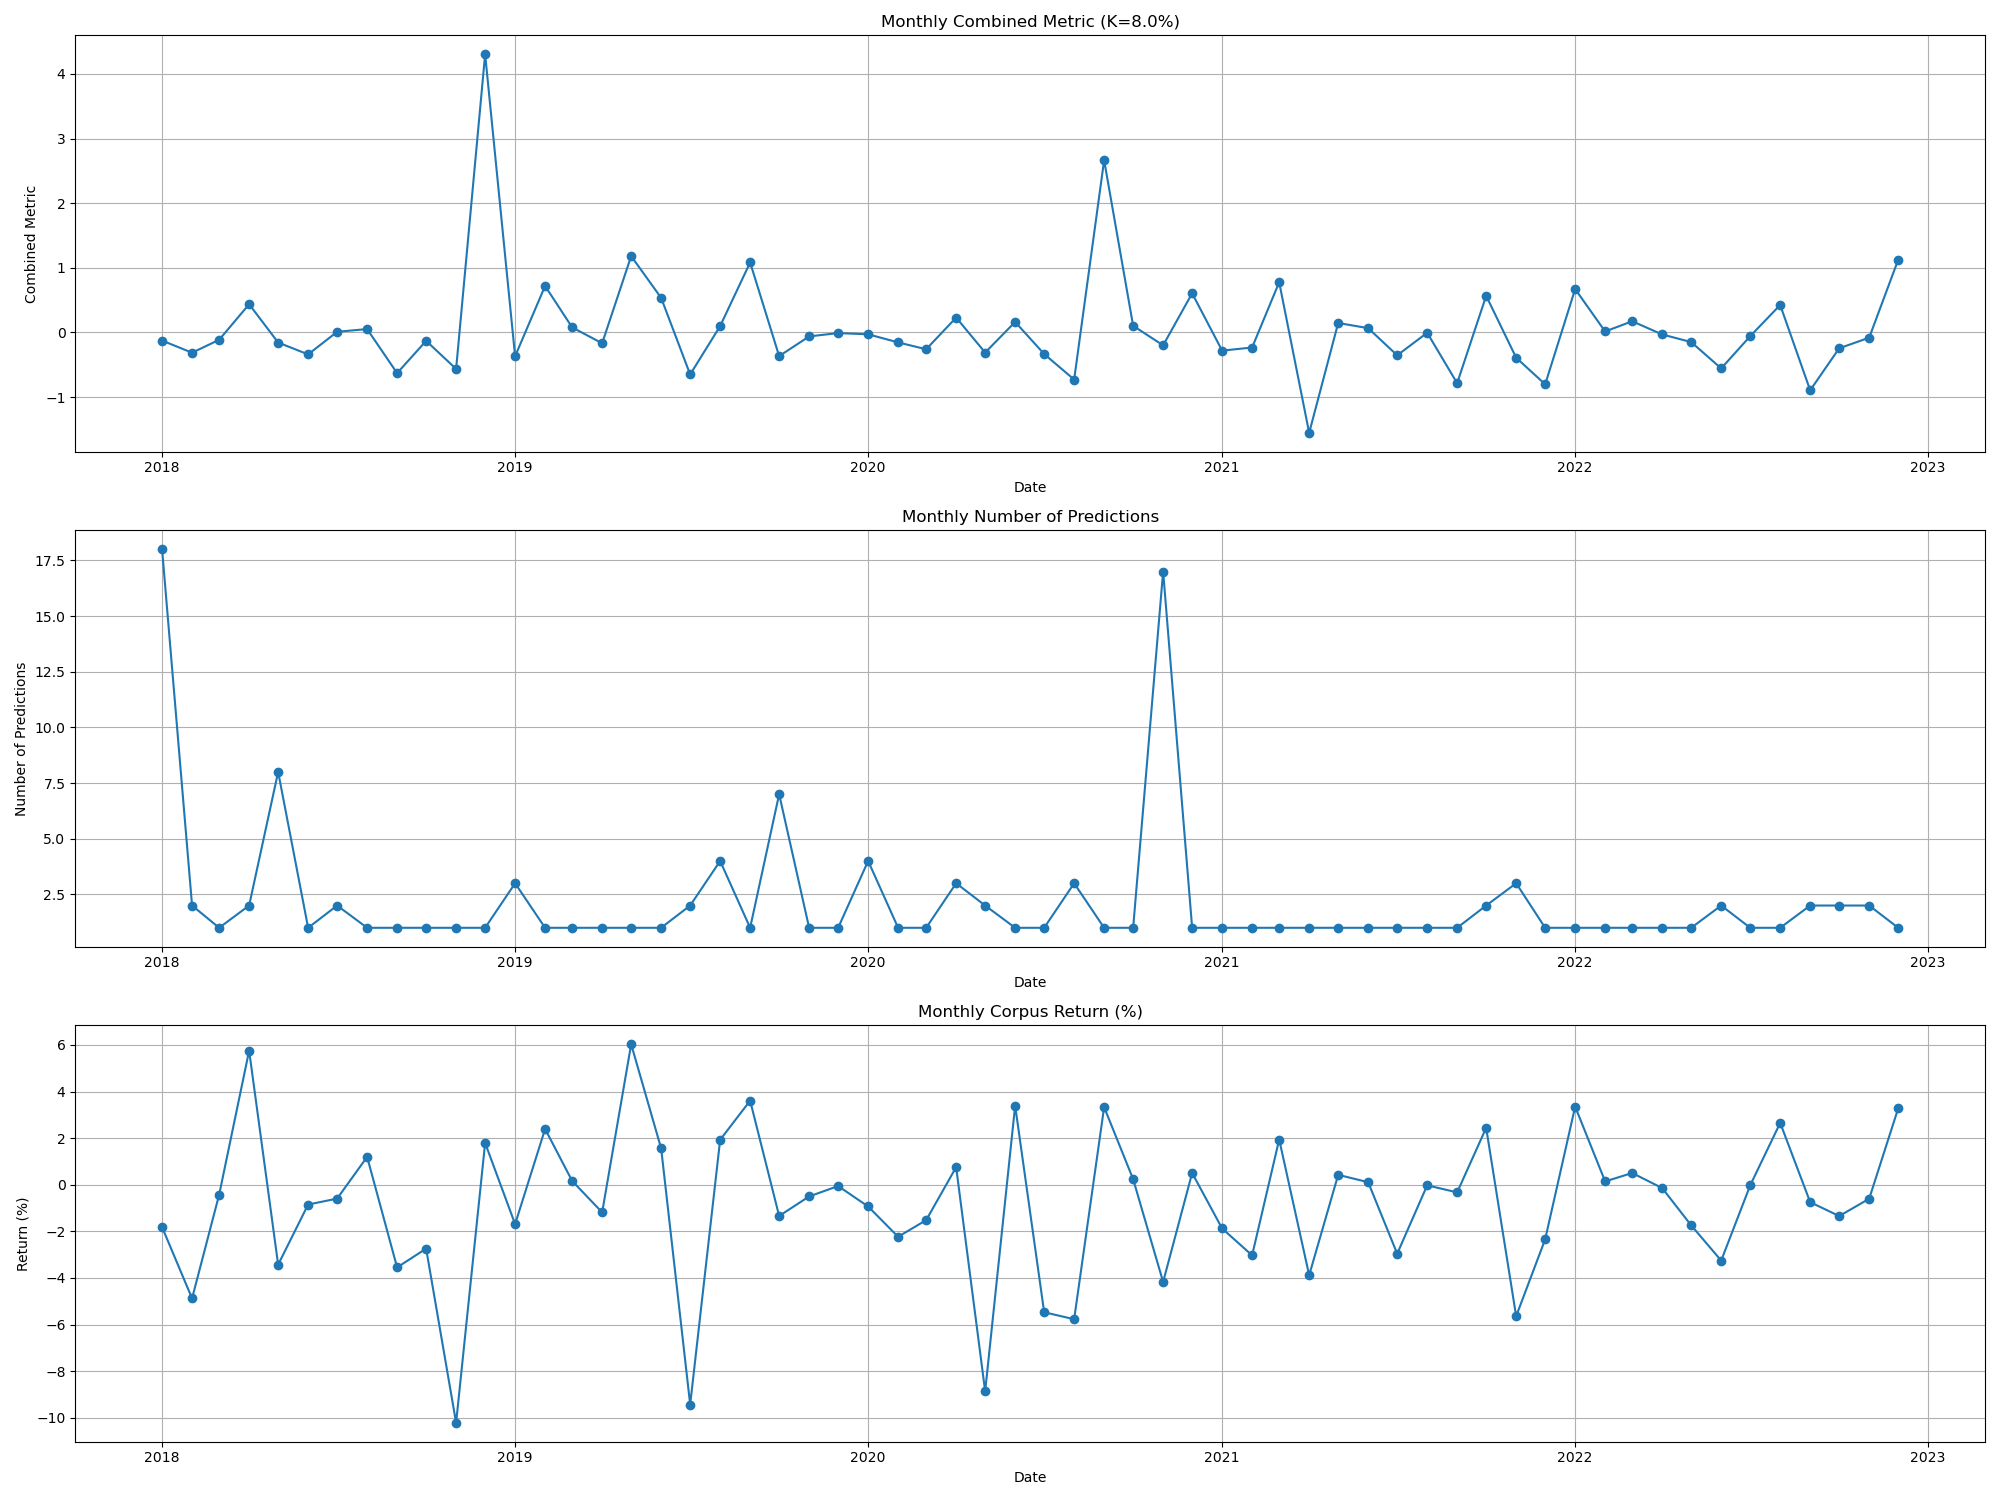 Monthly Combined Metric (K=8.0%)
4
3
2
1
0
−1
Combined Metric
2018 2019 2020 2021 2022 2023
Date
Monthly Number of Predictions
17.5
15.0
12.5
10.0
7.5
5.0
2.5
Number of Predictions
2018 2019 2020 2021 2022 2023
Date
Monthly Corpus Return (%)
6
4
2
0
−2
−4
−6
−8
−10
Return (%)
2018 2019 2020 2021 2022 2023
Date